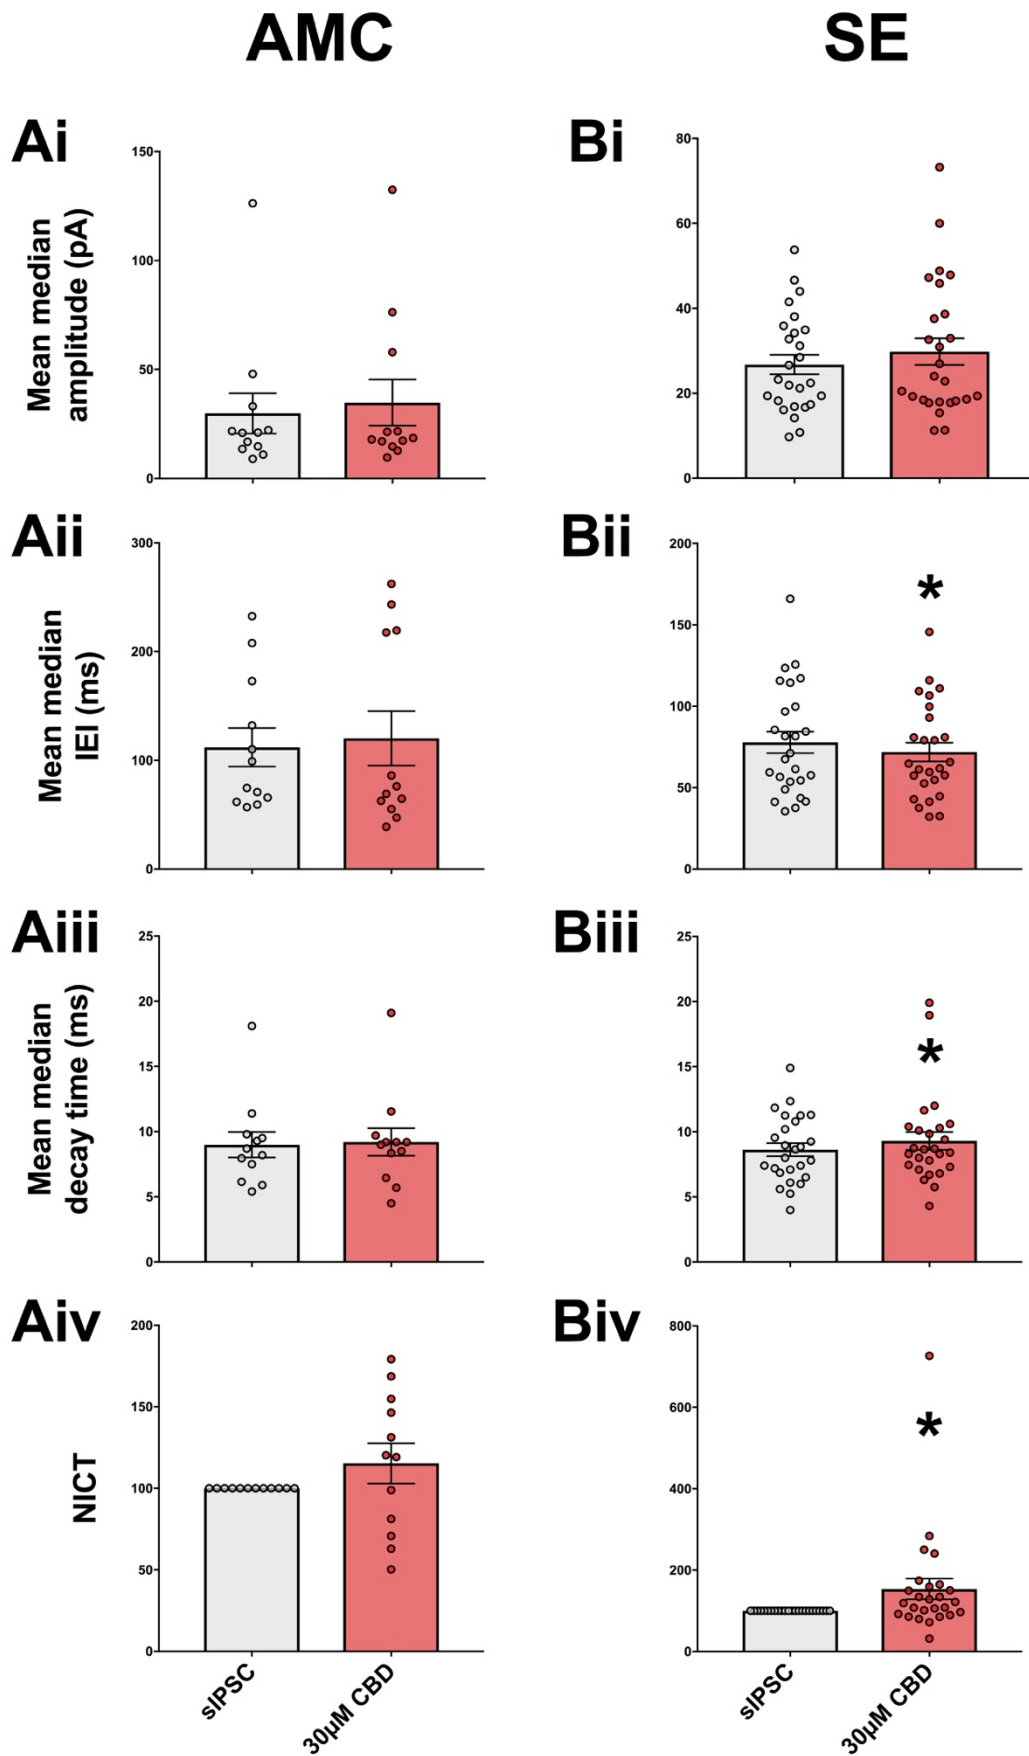 AMC SE
Ai
Mean median
amplitude (pA)
150
100
50
0
Bi
80
60
40
20
0
Aii
Mean median
IEI (ms)
300
200
100
0
Bii
200
150
100
50
0
*
Aiii
Mean median
decay time (ms)
25
20
15
10
5
0
Biii
25
20
15
10
5
0
*
Aiv
NICT
200
150
100
50
0
sIPSC
30µM CBD
Biv
800
600
400
200
0
*
sIPSC
30µM CBD